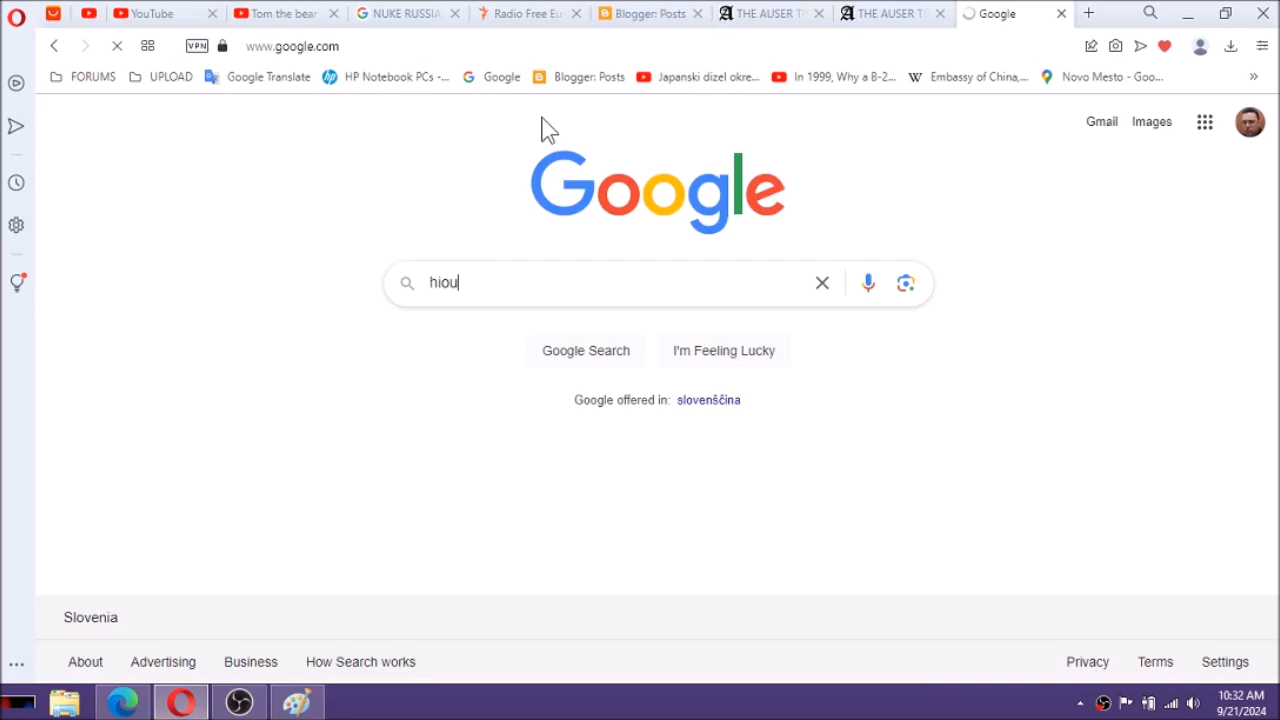 YouTube
Tom the bear
NUKE RUSSIA
Radio Free Eu
Blogger: Posts
THE AUSER T
THE AUSER T
Google
VPN
www.google.com
FORUMS
UPLOAD
Google Translate
HP Notebook PCs -...
Google
Blogger: Posts
Japanski dizel okre...
In 1999, Why a B-2...
W
Embassy of China,...
Novo Mesto - Goo...
Gmail
Images
Google
hiou
Google Search
I'm Feeling Lucky
Google offered in: slovenščina
Slovenia
About
Advertising
Business
How Search works
Privacy
Terms
Settings
10:32 AM
9/21/2024